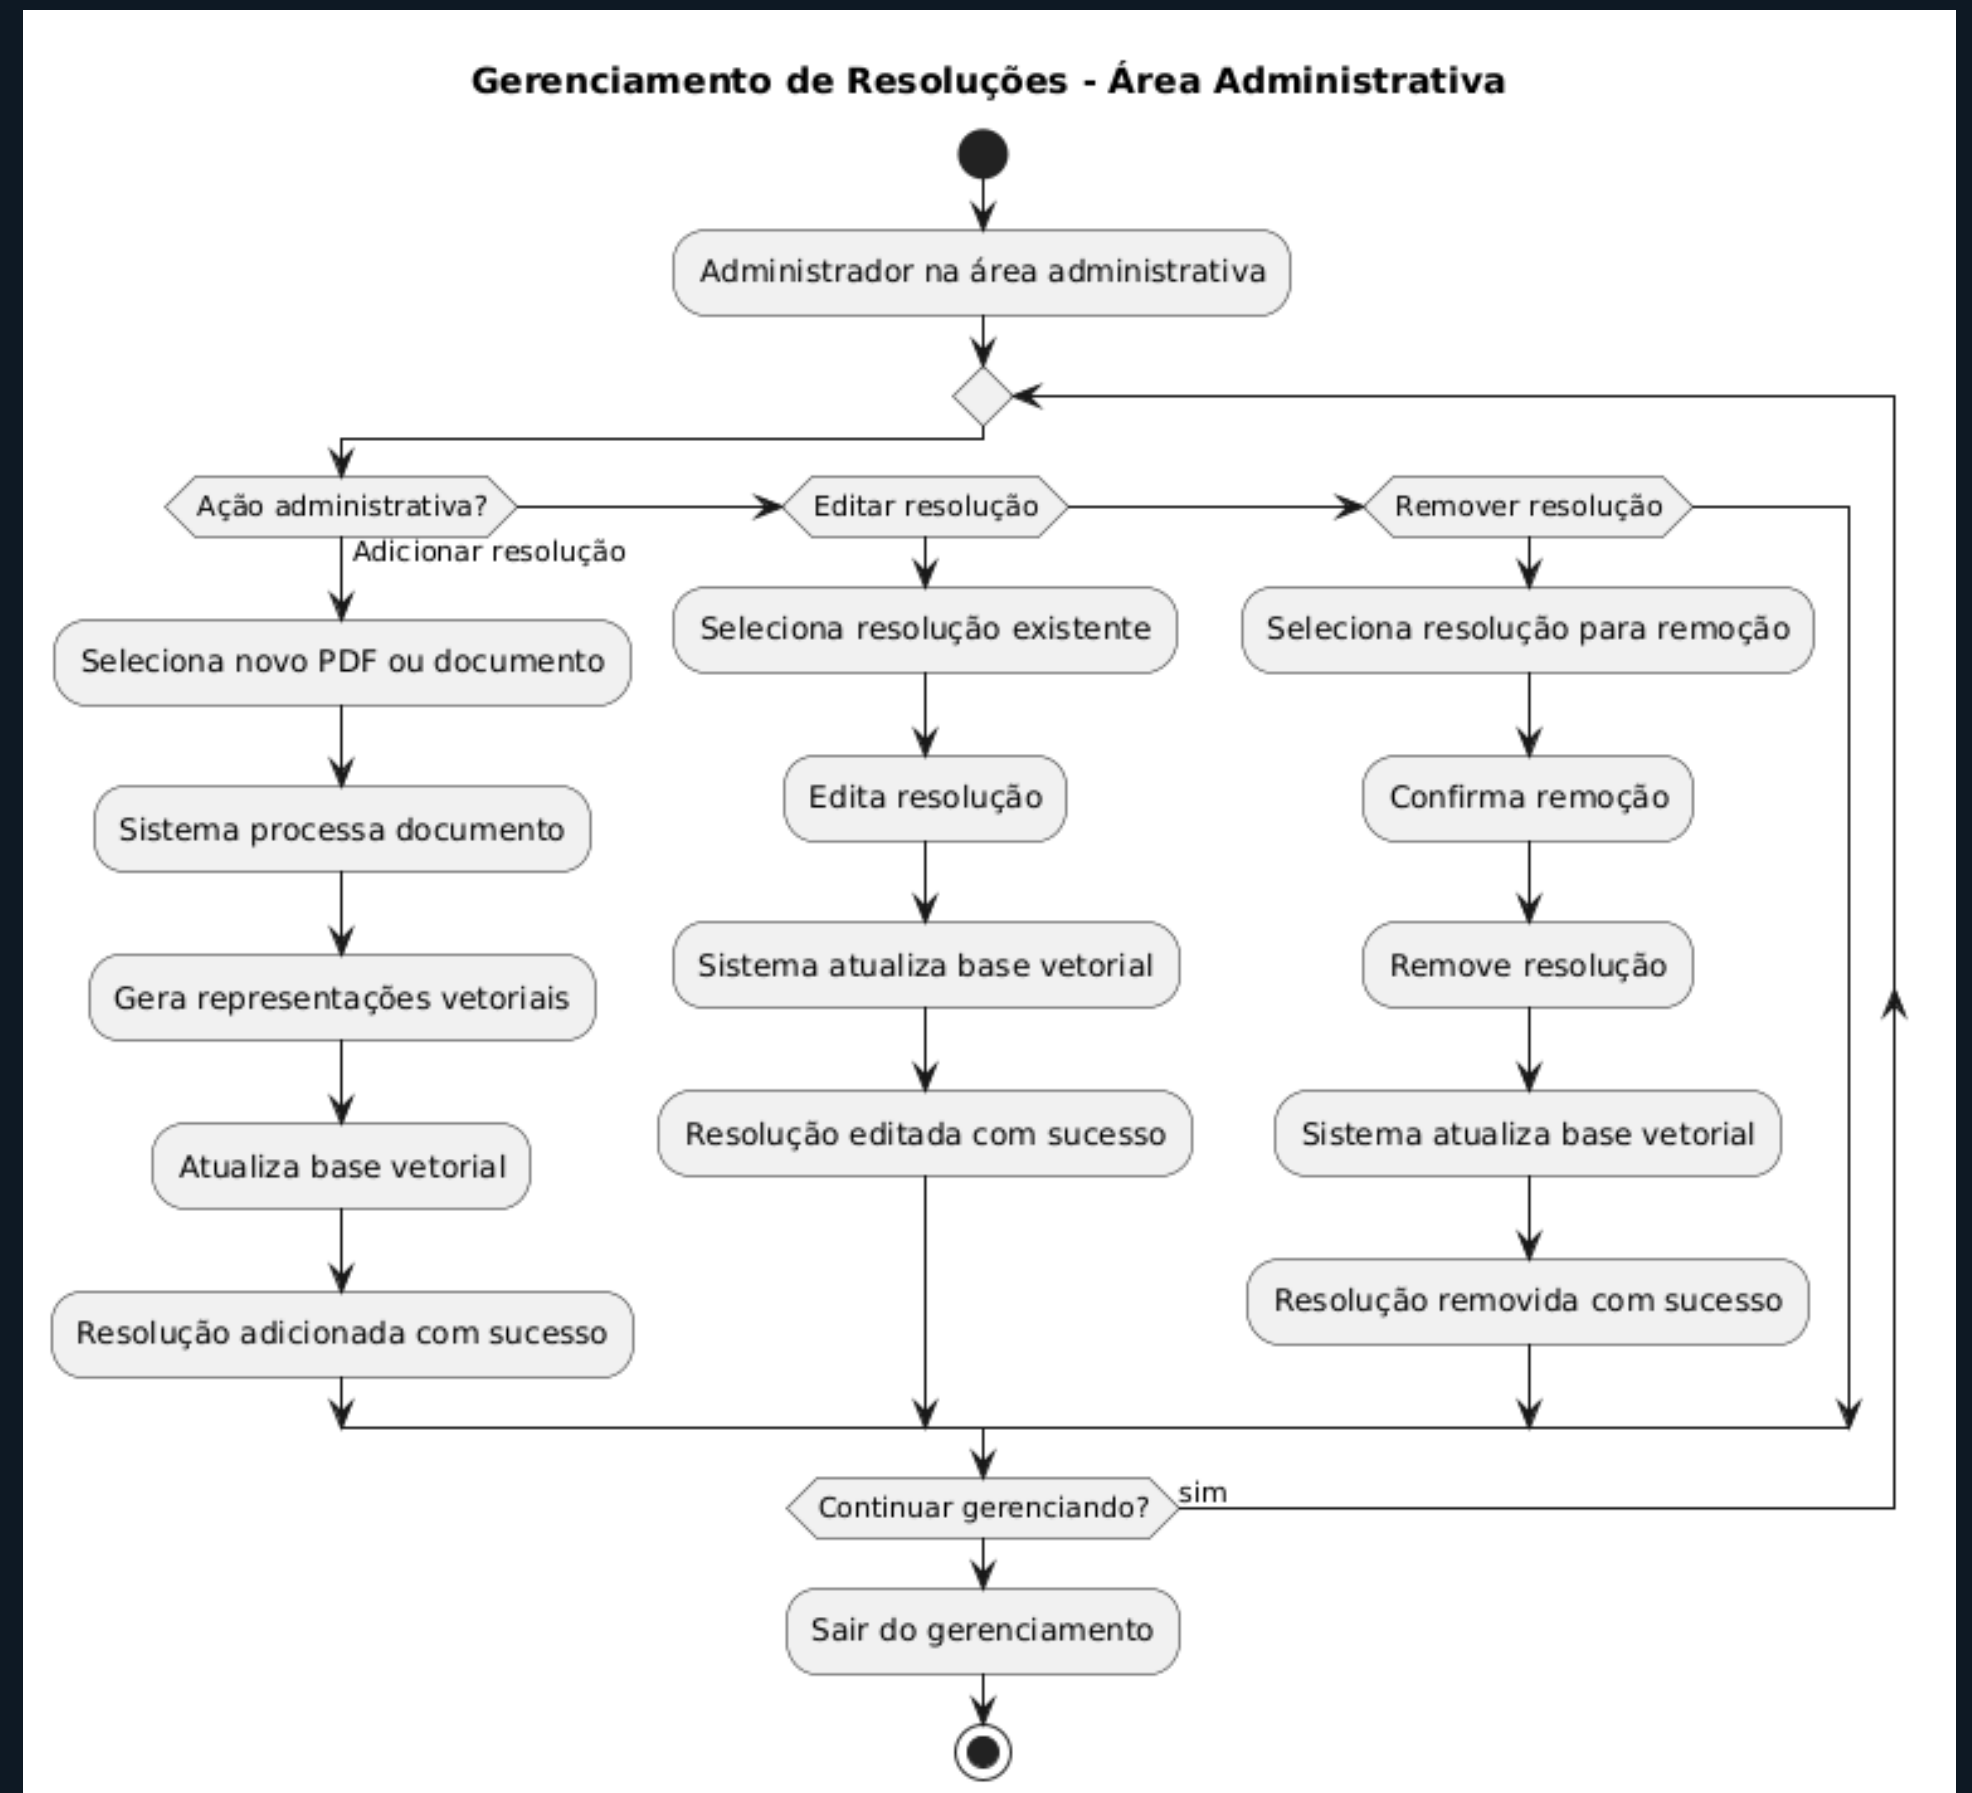 Gerenciamento de Resoluções - Área Administrativa
Administrador na área administrativa
Ação administrativa?
Adicionar resolução
Seleciona novo PDF ou documento
Sistema processa documento
Gera representações vetoriais
Atualiza base vetorial
Resolução adicionada com sucesso
Editar resolução
Seleciona resolução existente
Edita resolução
Sistema atualiza base vetorial
Resolução editada com sucesso
Remover resolução
Seleciona resolução para remoção
Confirma remoção
Remove resolução
Sistema atualiza base vetorial
Resolução removida com sucesso
Continuar gerenciando?
sim
Sair do gerenciamento